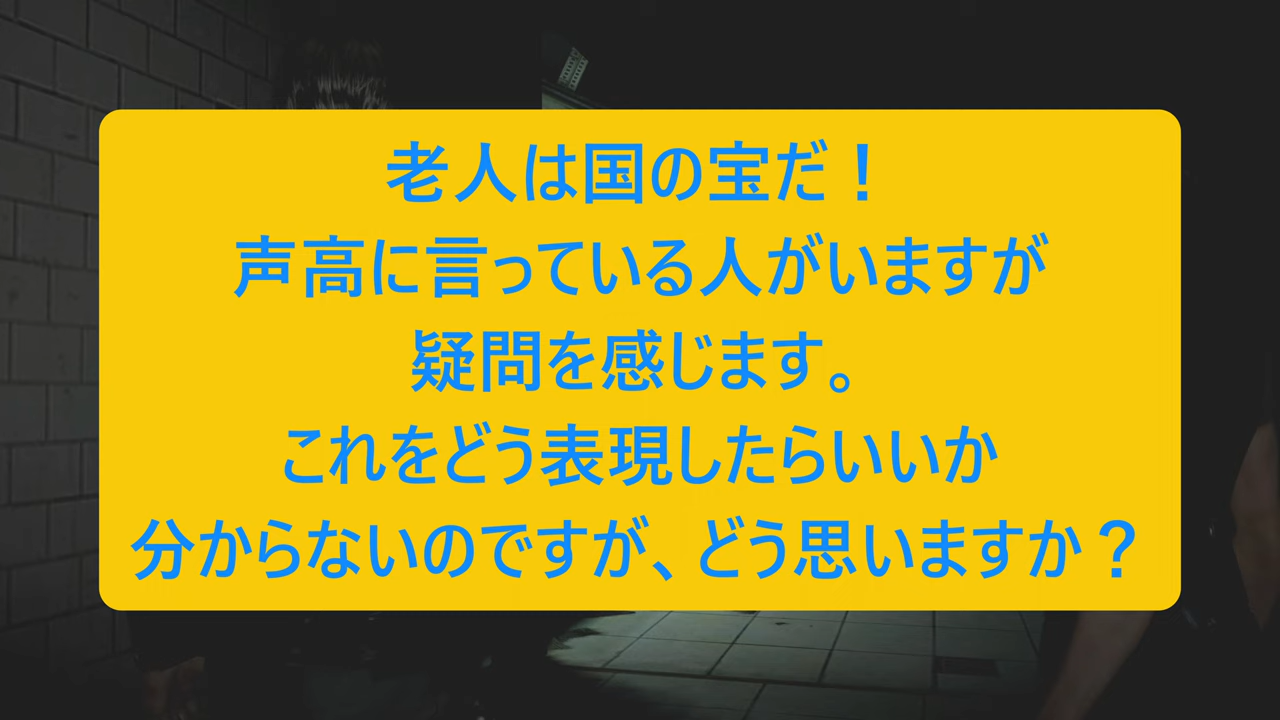 老人は国の宝だ！
声高に言っている人がいますが
疑問を感じます。
これをどう表現したらいいか
分からないのですが、どう思いますか？